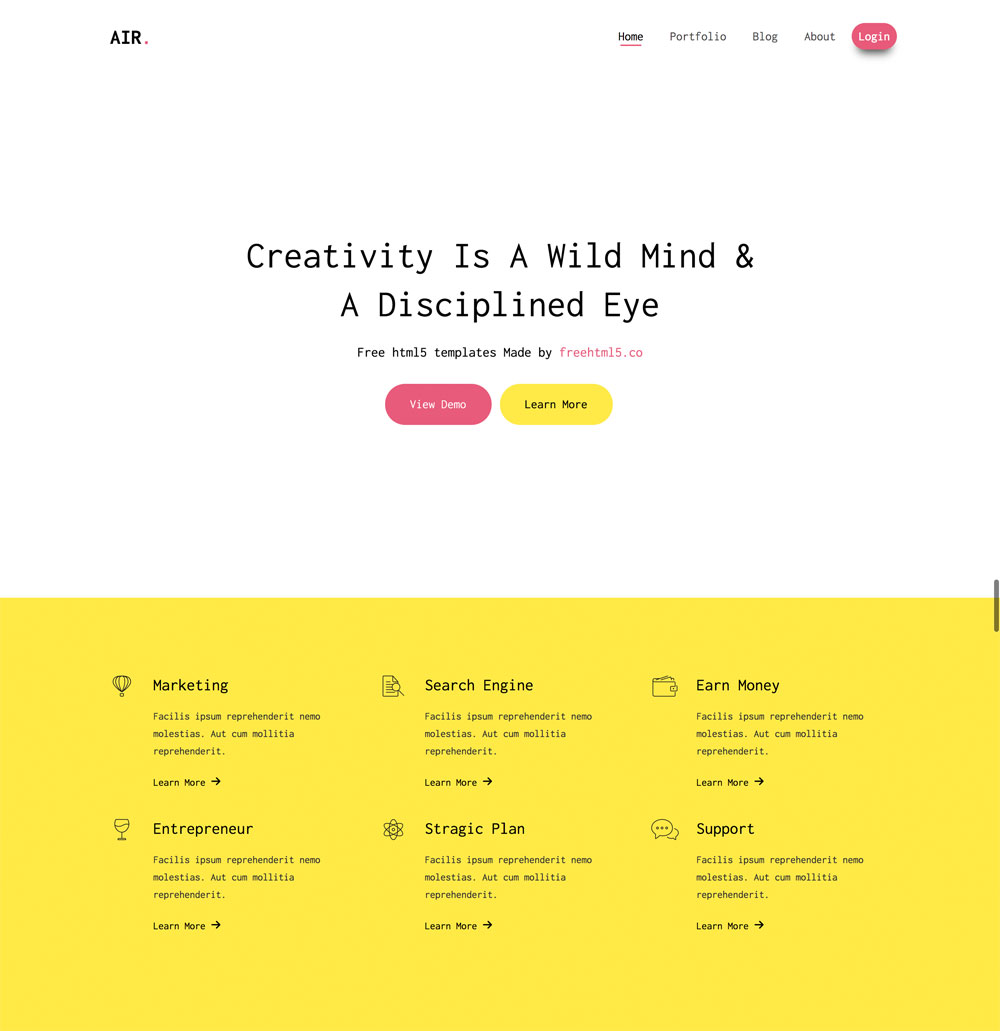 AIR.
Home Portfolio Blog About Login
Creativity Is A Wild Mind &
A Disciplined Eye
Free html5 templates Made by freehtml5.co
View Demo Learn More
Marketing
Facilis ipsum reprehenderit nemo
molestias. Aut cum mollitia
reprehenderit.
Learn More →
Search Engine
Facilis ipsum reprehenderit nemo
molestias. Aut cum mollitia
reprehenderit.
Learn More →
Earn Money
Facilis ipsum reprehenderit nemo
molestias. Aut cum mollitia
reprehenderit.
Learn More →
Entrepreneur
Facilis ipsum reprehenderit nemo
molestias. Aut cum mollitia
reprehenderit.
Learn More →
Stragic Plan
Facilis ipsum reprehenderit nemo
molestias. Aut cum mollitia
reprehenderit.
Learn More →
Support
Facilis ipsum reprehenderit nemo
molestias. Aut cum mollitia
reprehenderit.
Learn More →